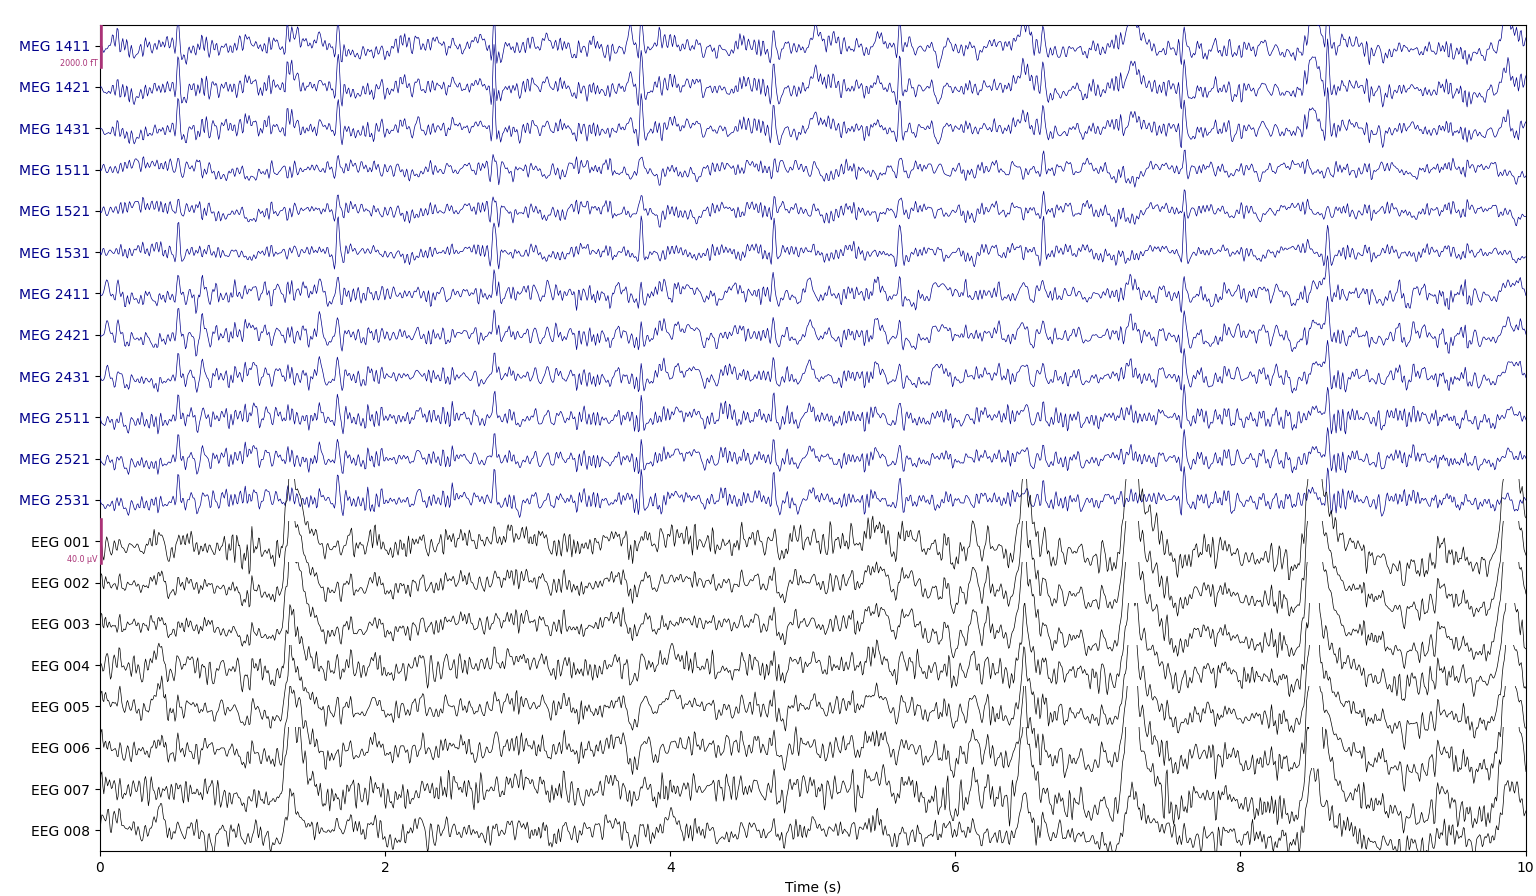 MEG 1411
2000.0 fT
MEG 1421
MEG 1431
MEG 1511
MEG 1521
MEG 1531
MEG 2411
MEG 2421
MEG 2431
MEG 2511
MEG 2521
MEG 2531
EEG 001
40.0 µV
EEG 002
EEG 003
EEG 004
EEG 005
EEG 006
EEG 007
EEG 008
0 2 4 6 8 10
Time (s)